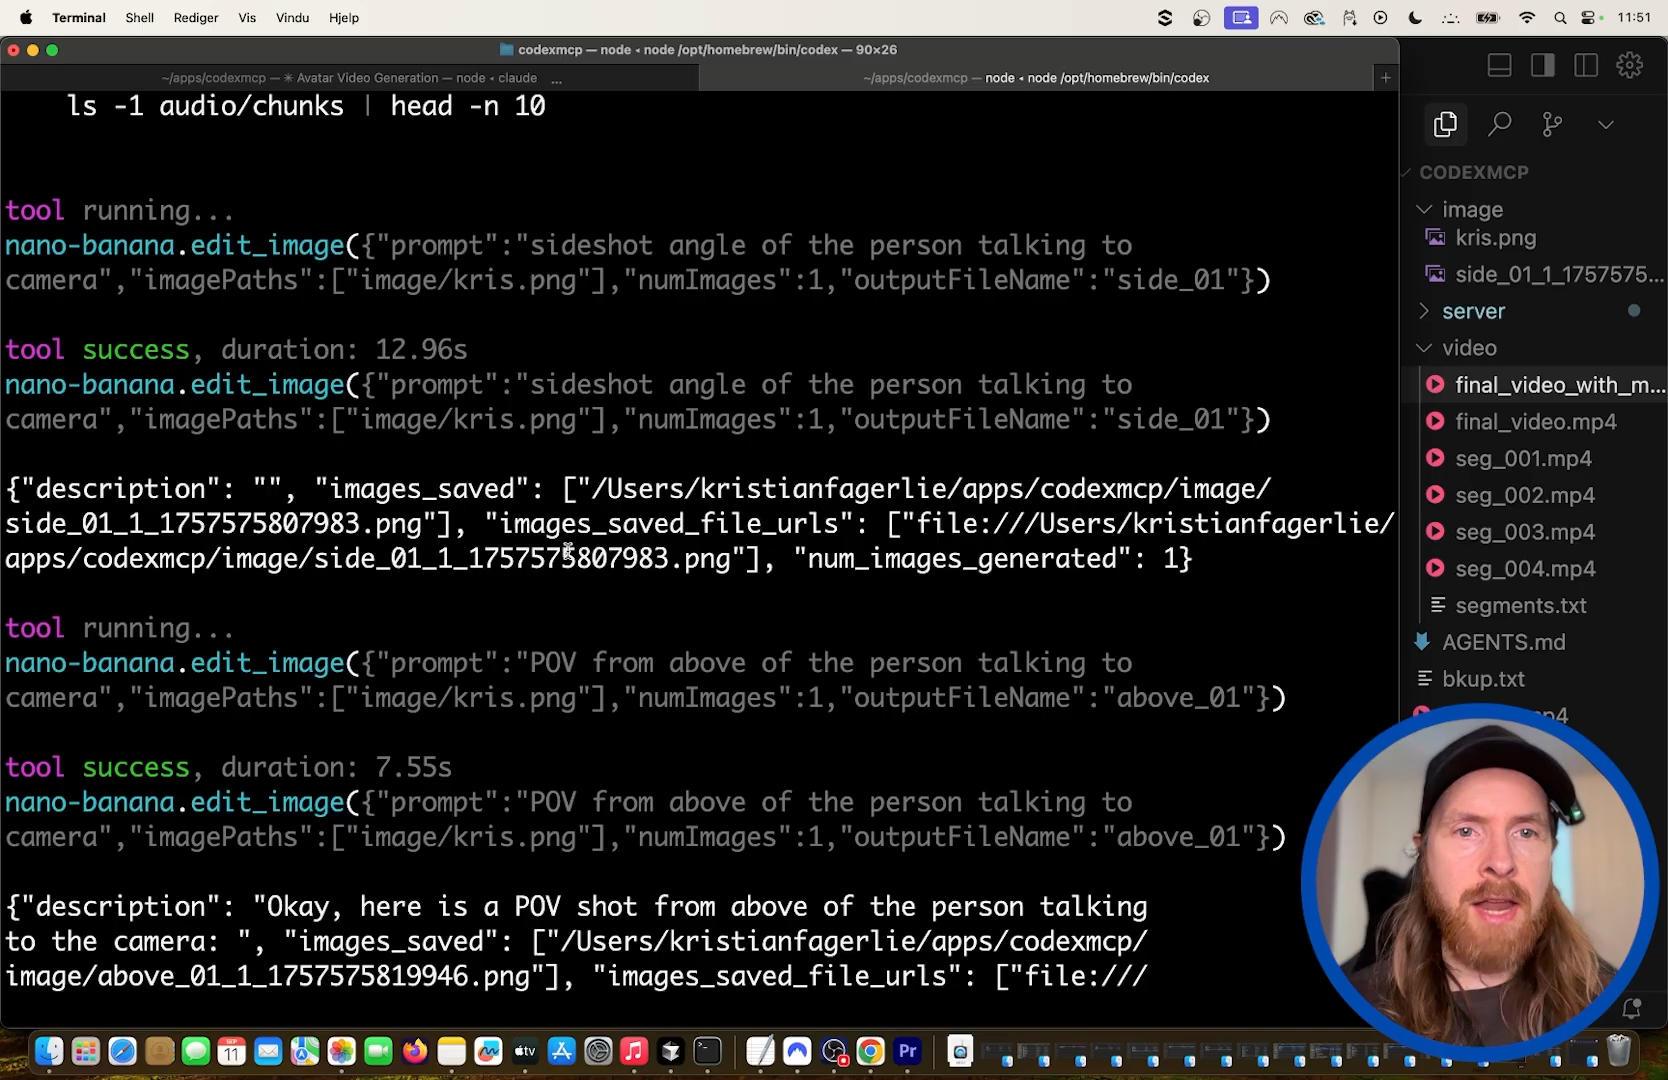 Terminal Shell Rediger Vis Vindu Hjelp 11:51
codexmcp — node ◂ node /opt/homebrew/bin/codex — 90×26
~/apps/codexmcp — ✳ Avatar Video Generation — node ◂ claude ...
~/apps/codexmcp — node ◂ node /opt/homebrew/bin/codex
ls -1 audio/chunks | head -n 10
tool running...
nano-banana.edit_image({"prompt":"sideshot angle of the person talking to
camera","imagePaths":["image/kris.png"],"numImages":1,"outputFileName":"side_01"})
tool success, duration: 12.96s
nano-banana.edit_image({"prompt":"sideshot angle of the person talking to
camera","imagePaths":["image/kris.png"],"numImages":1,"outputFileName":"side_01"})
{"description": "", "images_saved": ["/Users/kristianfagerlie/apps/codexmcp/image/
side_01_1_1757575807983.png"], "images_saved_file_urls": ["file:///Users/kristianfagerlie/
apps/codexmcp/image/side_01_1_1757575807983.png"], "num_images_generated": 1}
tool running...
nano-banana.edit_image({"prompt":"POV from above of the person talking to
camera","imagePaths":["image/kris.png"],"numImages":1,"outputFileName":"above_01"})
tool success, duration: 7.55s
nano-banana.edit_image({"prompt":"POV from above of the person talking to
camera","imagePaths":["image/kris.png"],"numImages":1,"outputFileName":"above_01"})
{"description": "Okay, here is a POV shot from above of the person talking
to the camera: ", "images_saved": ["/Users/kristianfagerlie/apps/codexmcp/
image/above_01_1_1757575819946.png"], "images_saved_file_urls": ["file:///
CODEXMCP
image
kris.png
side_01_1_1757575...
server
video
final_video_with_m...
final_video.mp4
seg_001.mp4
seg_002.mp4
seg_003.mp4
seg_004.mp4
segments.txt
AGENTS.md
bkup.txt
SEP
11
tv
Pr